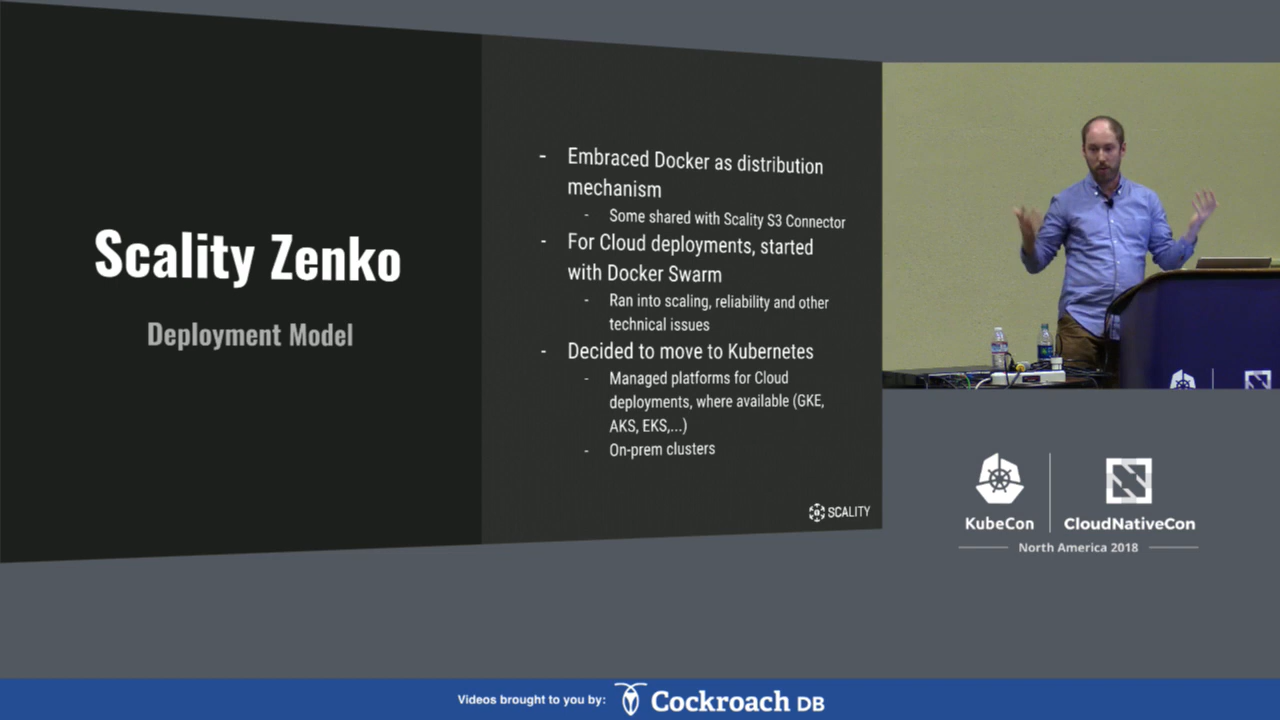 Scality Zenko
Deployment Model
- Embraced Docker as distribution
mechanism
- Some shared with Scality S3 Connector
- For Cloud deployments, started
with Docker Swarm
- Ran into scaling, reliability and other
technical issues
- Decided to move to Kubernetes
- Managed platforms for Cloud
deployments, where available (GKE,
AKS, EKS,...)
- On-prem clusters
SCALITY
KubeCon
CloudNativeCon
North America 2018
Videos brought to you by:
Cockroach DB